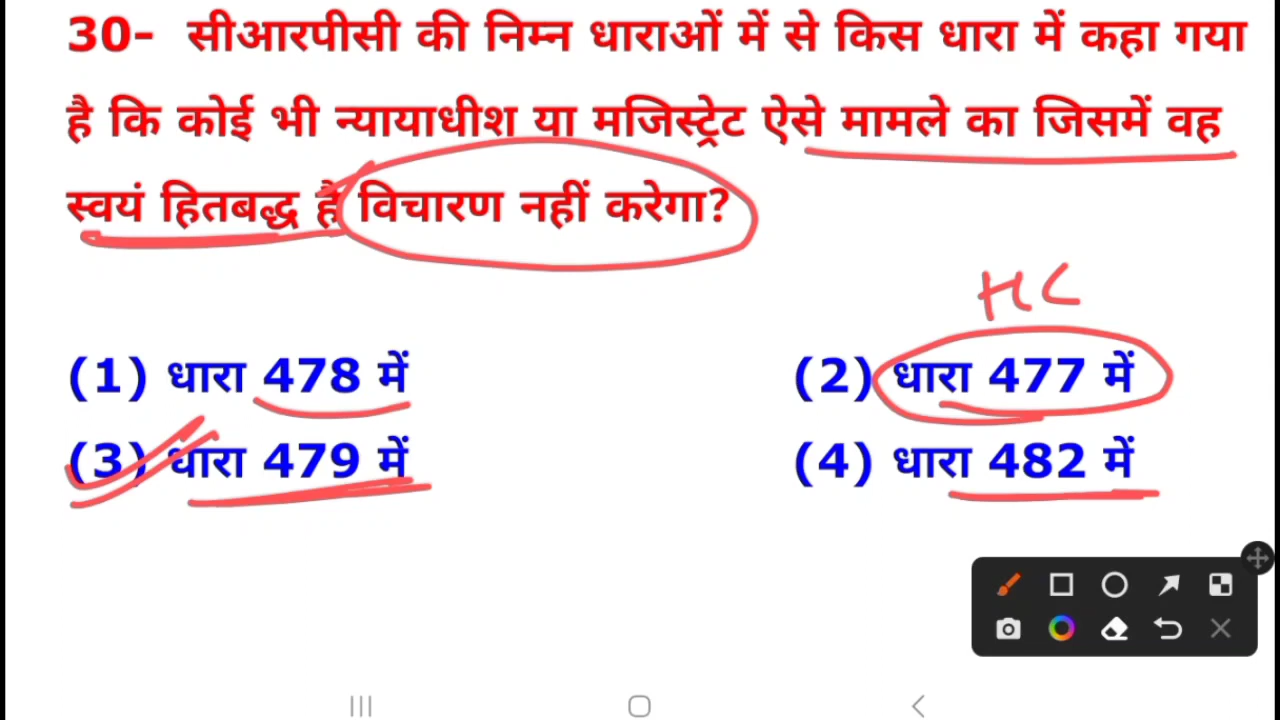 30- सीआरपीसी की निम्न धाराओं में से किस धारा में कहा गया
है कि कोई भी न्यायाधीश या मजिस्ट्रेट ऐसे मामले का जिसमें वह
स्वयं हितबद्ध है विचारण नहीं करेगा?
HC
(1) धारा 478 में
(2) धारा 477 में
(3) धारा 479 में
(4) धारा 482 में